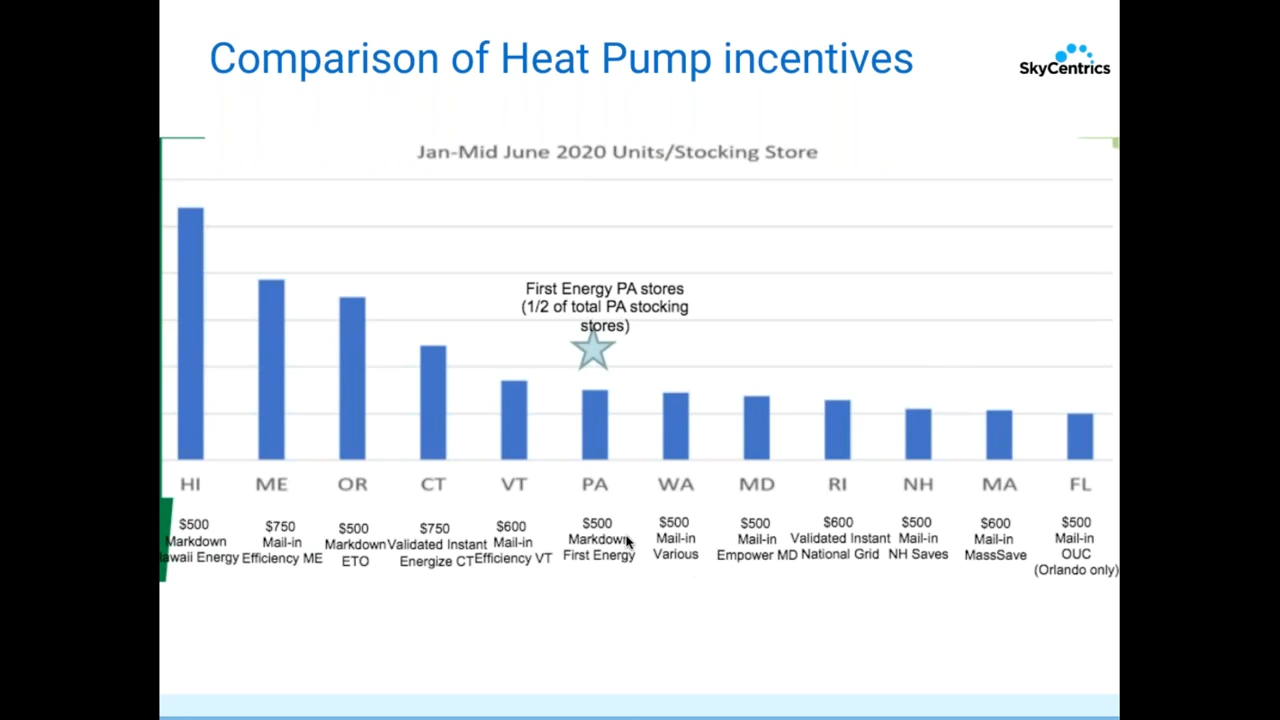 Comparison of Heat Pump incentives
SkyCentrics
Jan-Mid June 2020 Units/Stocking Store
First Energy PA stores
(1/2 of total PA stocking
stores)
HI ME OR CT VT PA WA MD RI NH MA FL
$500
Markdown
awaii Energy
$750
Mail-in
Efficiency ME
$500
Markdown
ETO
$750
Validated Instant
Energize CT
$600
Mail-in
Efficiency VT
$500
Markdown
First Energy
$500
Mail-in
Various
$500
Mail-in
Empower MD
$600
Validated Instant
National Grid
$500
Mail-in
NH Saves
$600
Mail-in
MassSave
$500
Mail-in
OUC
(Orlando only)